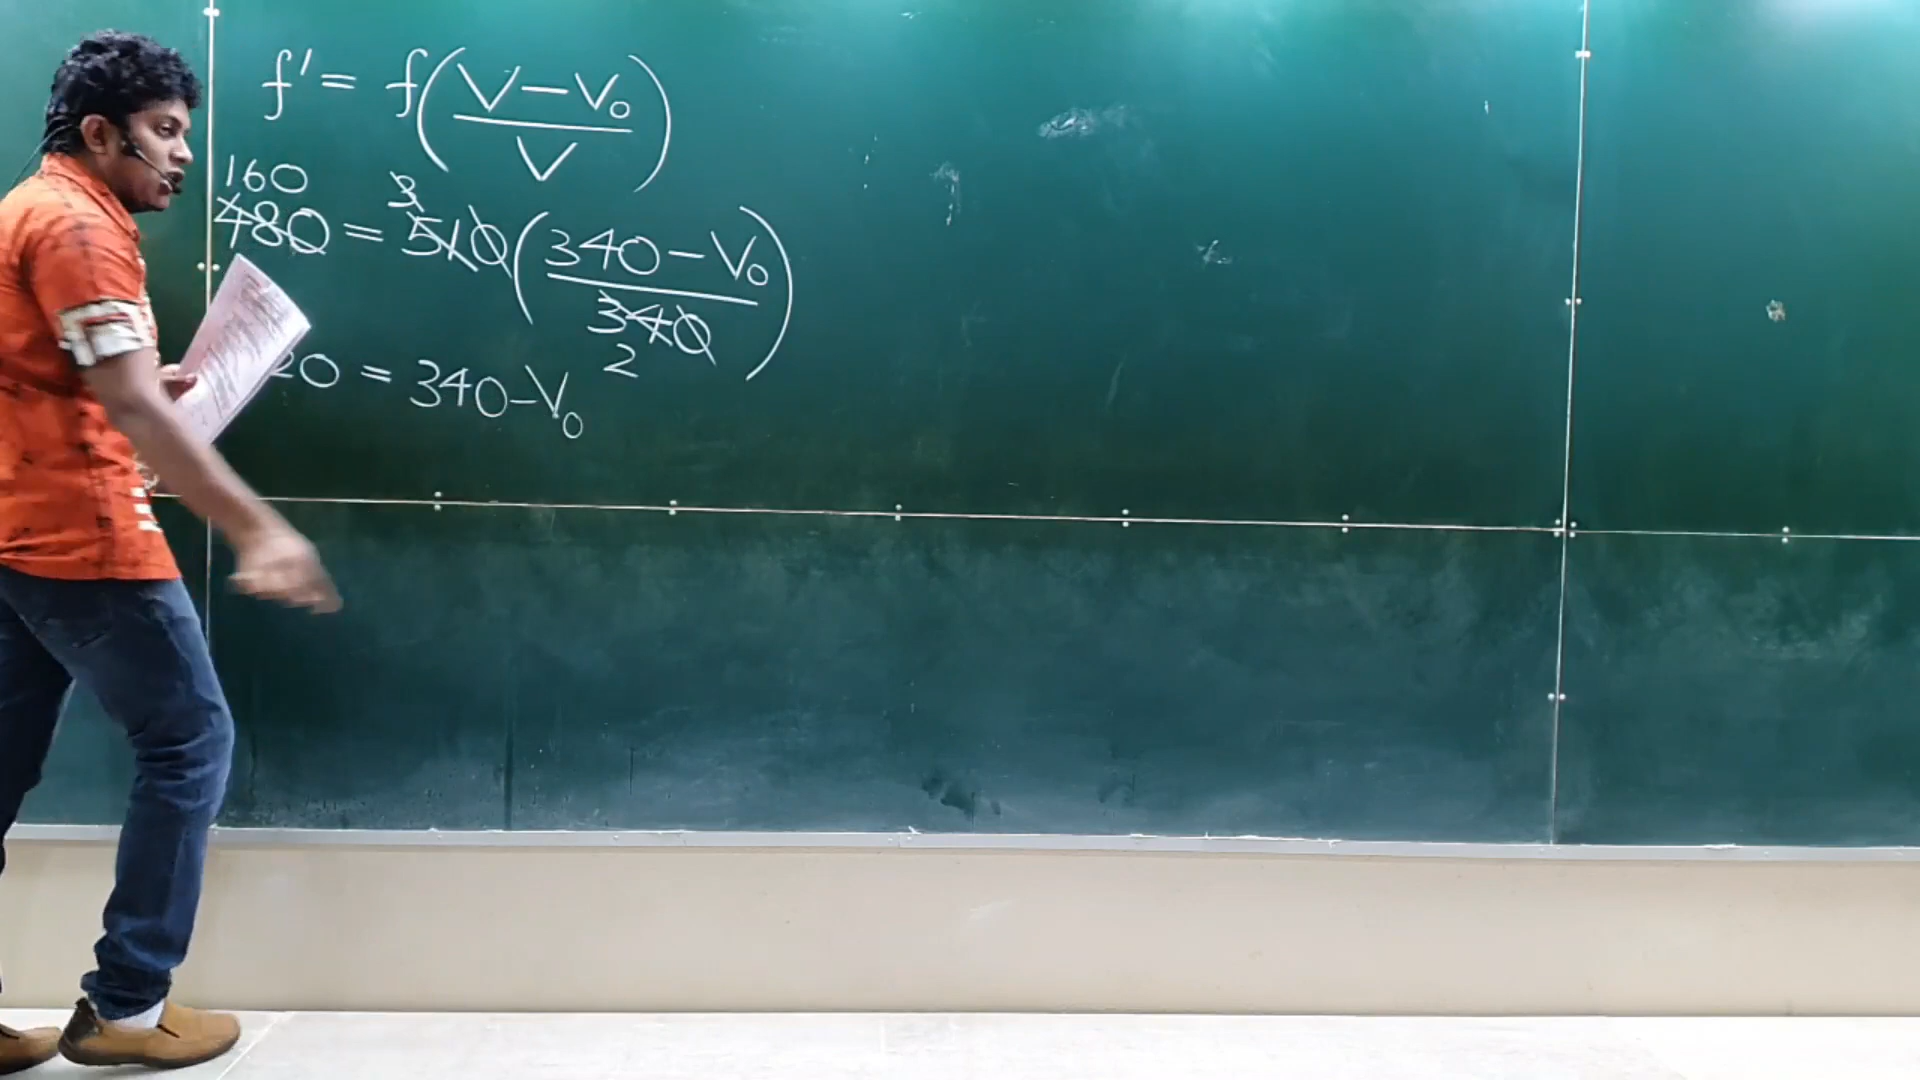 f' = f((V - V₀)/V)
160
480 = 510((340 - V₀)/340)
3
2
20 = 340 - V₀